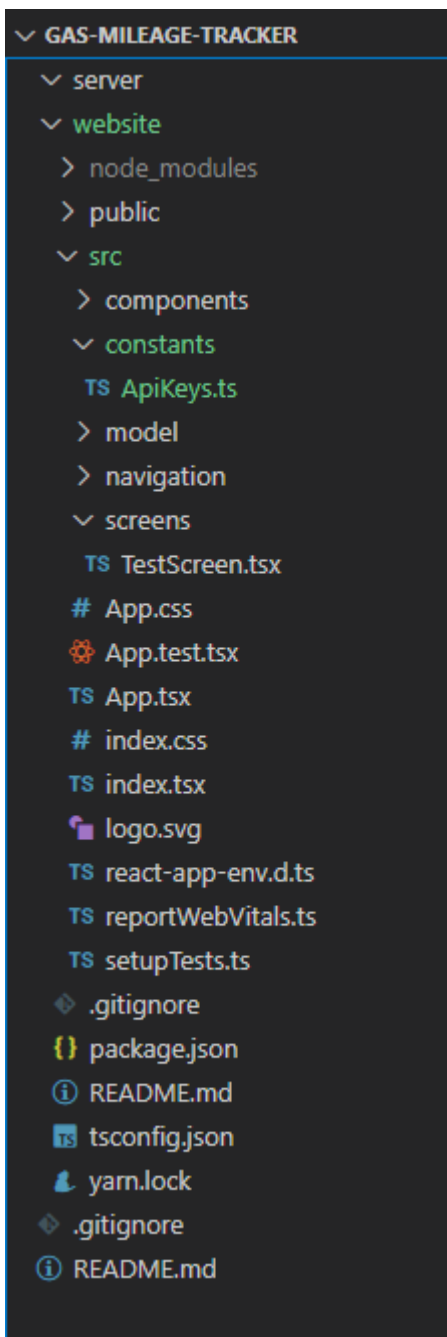 GAS-MILEAGE-TRACKER
server
website
node_modules
public
src
components
constants
TS ApiKeys.ts
model
navigation
screens
TS TestScreen.tsx
# App.css
App.test.tsx
TS App.tsx
# index.css
TS index.tsx
logo.svg
TS react-app-env.d.ts
TS reportWebVitals.ts
TS setupTests.ts
.gitignore
{} package.json
README.md
TS tsconfig.json
yarn.lock
.gitignore
README.md